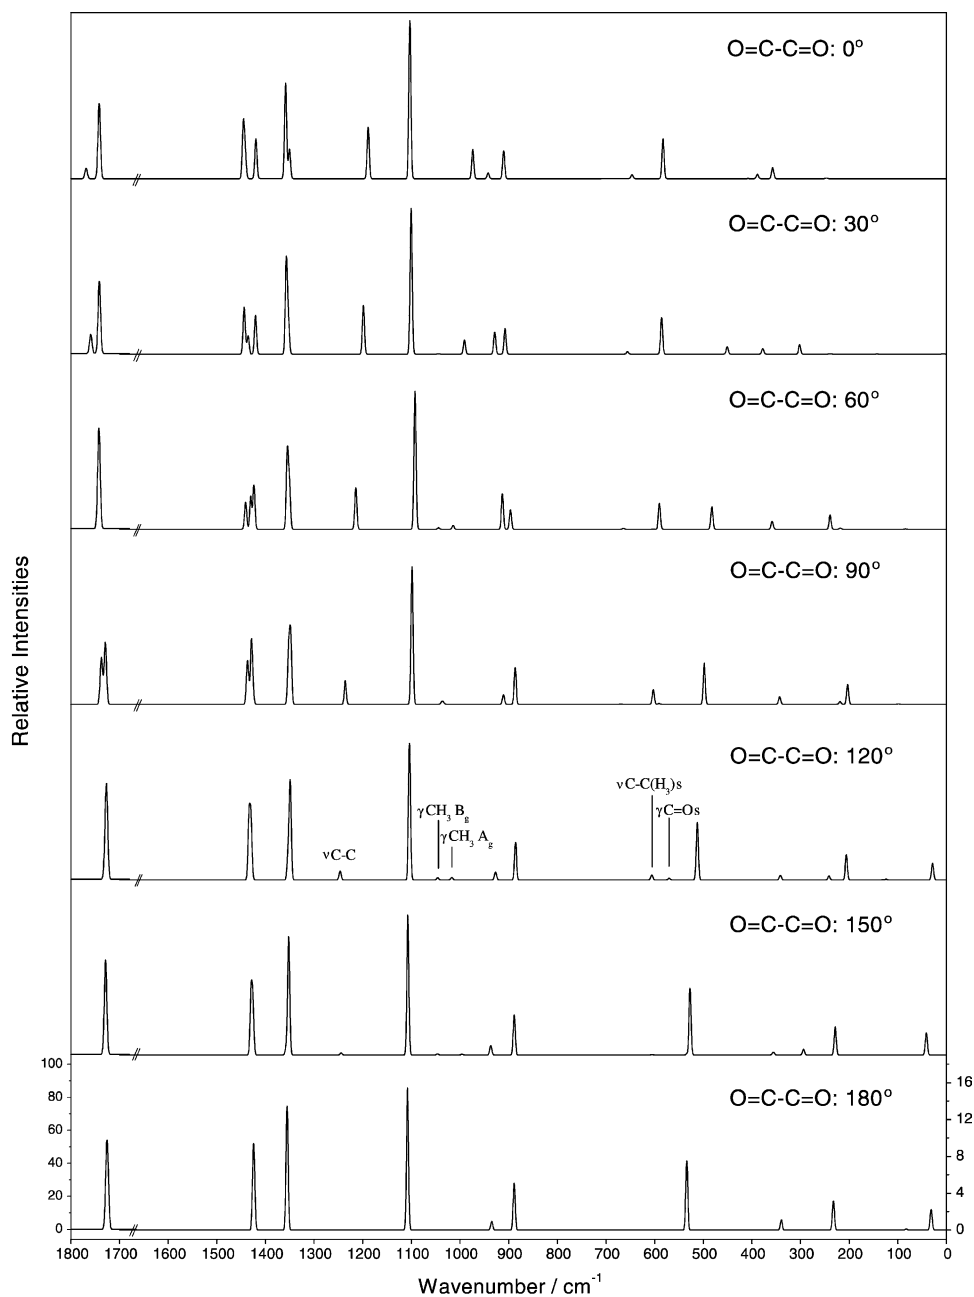 O=C-C=O: 0°
O=C-C=O: 30°
O=C-C=O: 60°
O=C-C=O: 90°
O=C-C=O: 120°
νC-C(H₃)s
γC=Os
γCH₃ B_g
γCH₃ A_g
νC-C
O=C-C=O: 150°
O=C-C=O: 180°
Relative Intensities
100
80
60
40
20
0
16
12
8
4
0
1800 1700 1600 1500 1400 1300 1200 1100 1000 900 800 700 600 500 400 300 200 100 0
Wavenumber / cm⁻¹